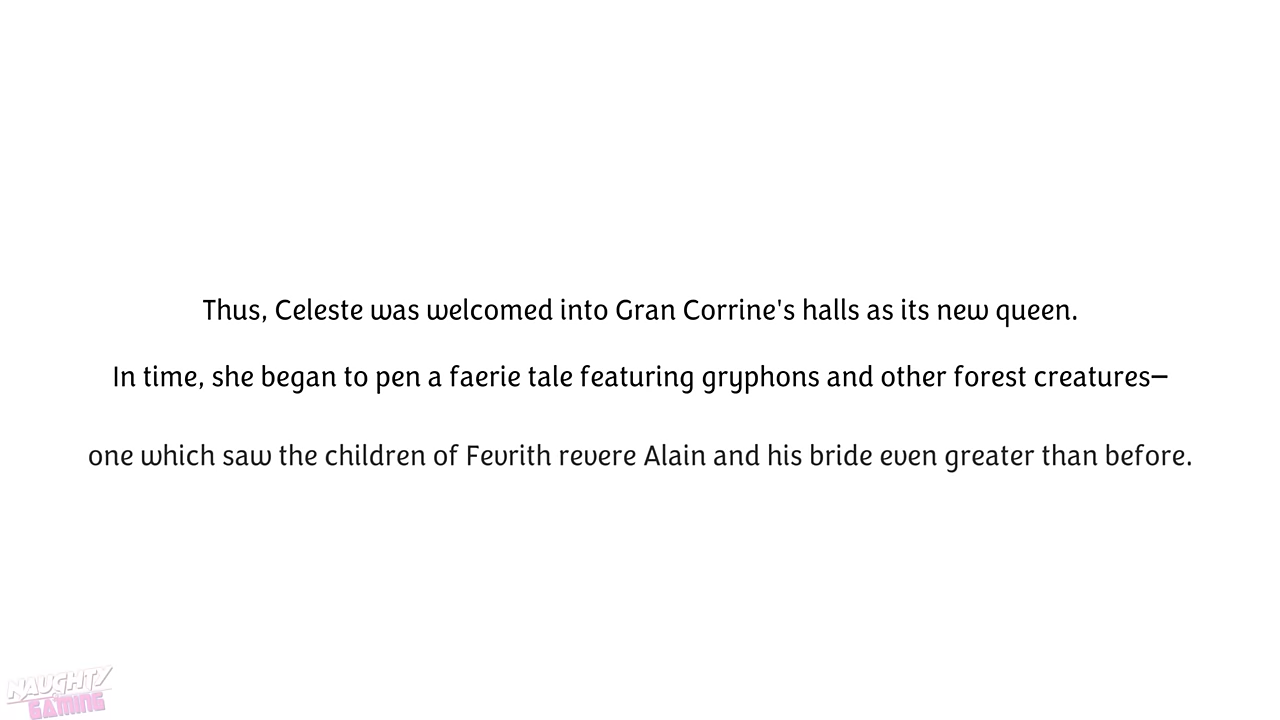 Thus, Celeste was welcomed into Gran Corrine's halls as its new queen.
In time, she began to pen a faerie tale featuring gryphons and other forest creatures—
one which saw the children of Fevrith revere Alain and his bride even greater than before.
NAUGHTY
GAMING